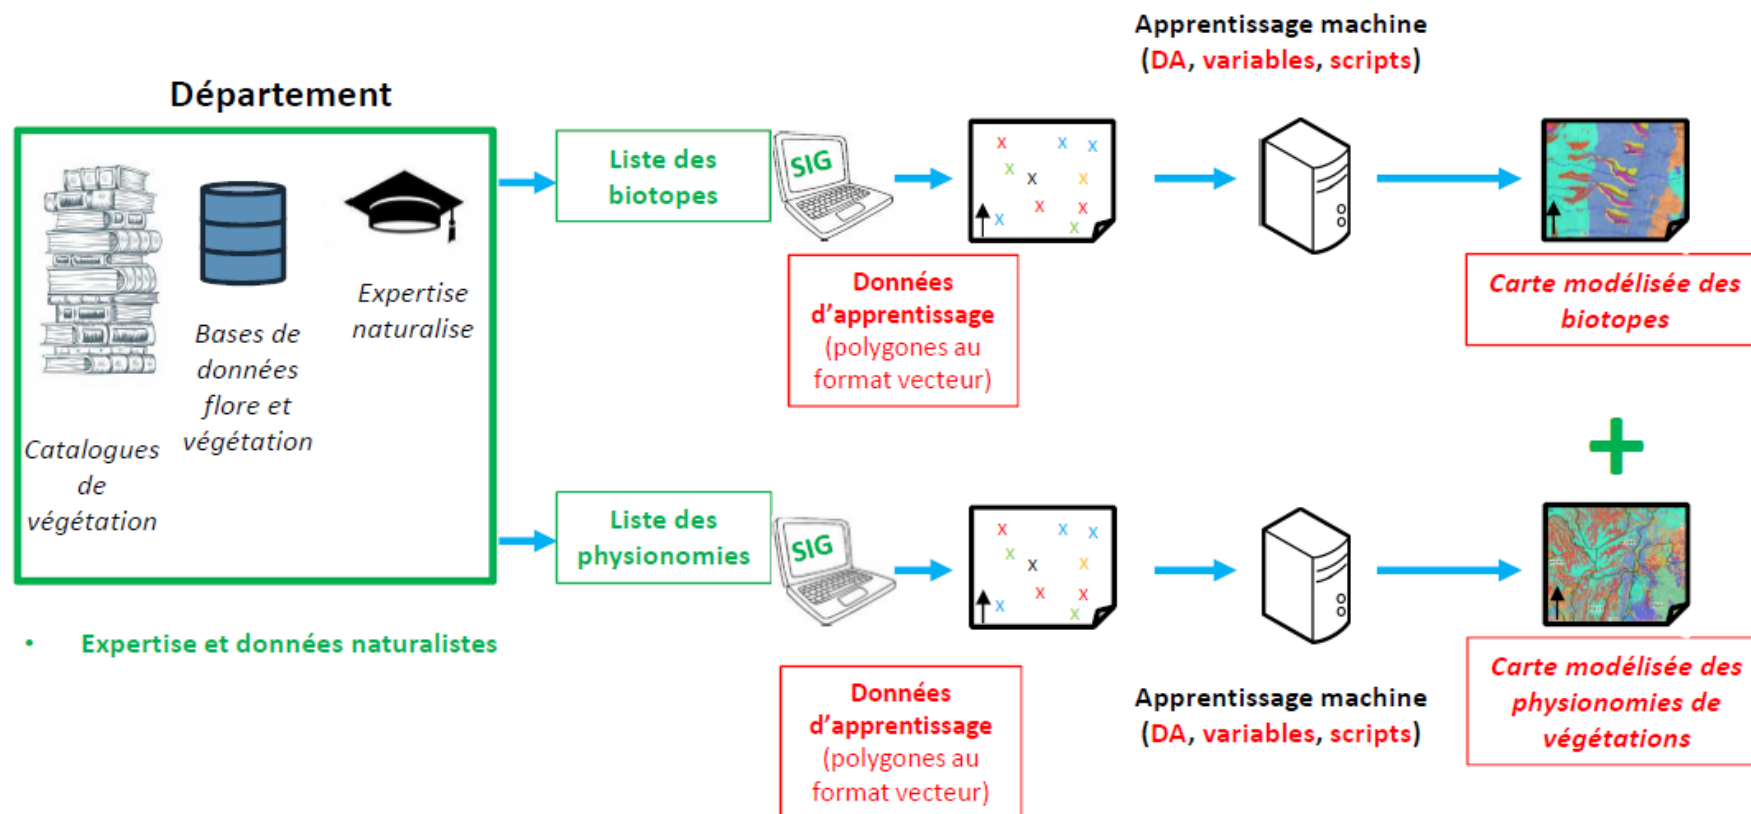 Département
Catalogues
de
végétation
Bases de
données
flore et
végétation
Expertise
naturalise
• Expertise et données naturalistes
Liste des
biotopes
SIG
Données
d'apprentissage
(polygones au
format vecteur)
X X X
X X X
X X X
X
Apprentissage machine
(DA, variables, scripts)
Carte modélisée des
biotopes
+
Liste des
physionomies
SIG
Données
d'apprentissage
(polygones au
format vecteur)
X X X
X X X
X X X
X
Apprentissage machine
(DA, variables, scripts)
Carte modélisée des
physionomies de
végétations